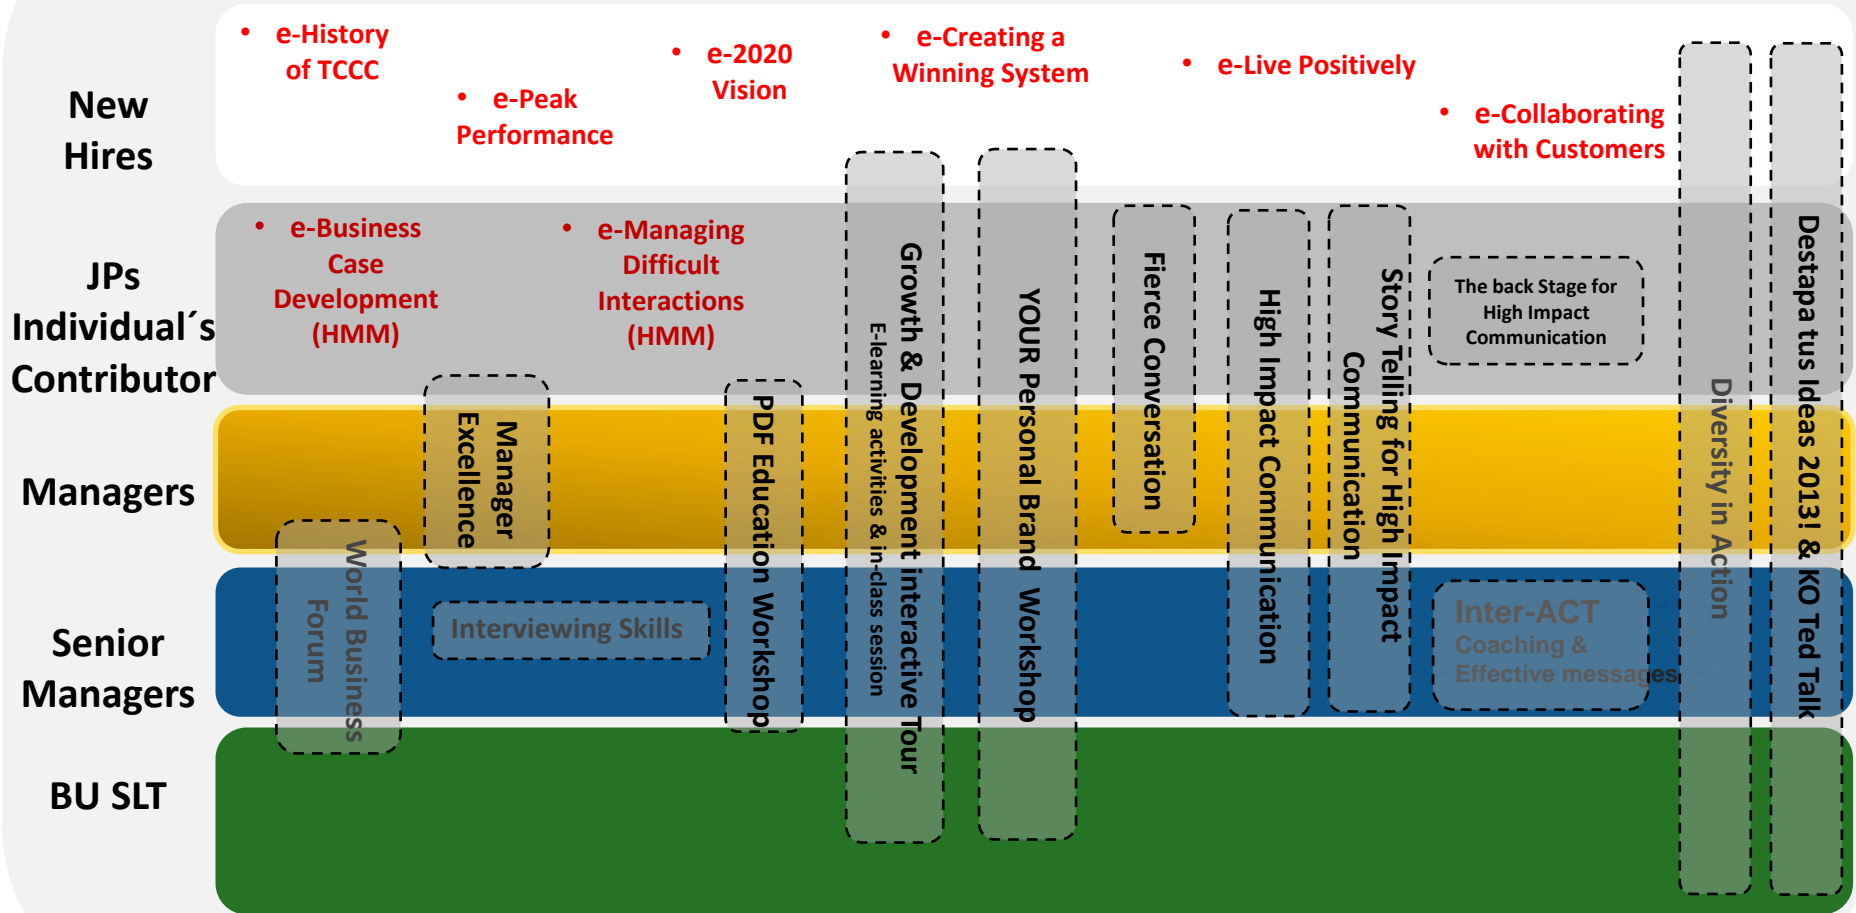 New
Hires
• e-History
of TCCC
• e-Peak
Performance
• e-2020
Vision
• e-Creating a
Winning System
• e-Live Positively
• e-Collaborating
with Customers
JPs
Individual´s
Contributor
• e-Business
Case
Development
(HMM)
• e-Managing
Difficult
Interactions
(HMM)
The back Stage for
High Impact
Communication
Managers
Manager
Excellence
PDF Education Workshop
Growth & Development interactive Tour
E-learning activities & in-class session
YOUR Personal Brand Workshop
Fierce Conversation
High Impact Communication
Story Telling for High Impact
Communication
Diversity in Action
Destapa tus Ideas 2013! & KO Ted Talk
Senior
Managers
World Business
Forum
Interviewing Skills
Inter-ACT
Coaching &
Effective messages
BU SLT